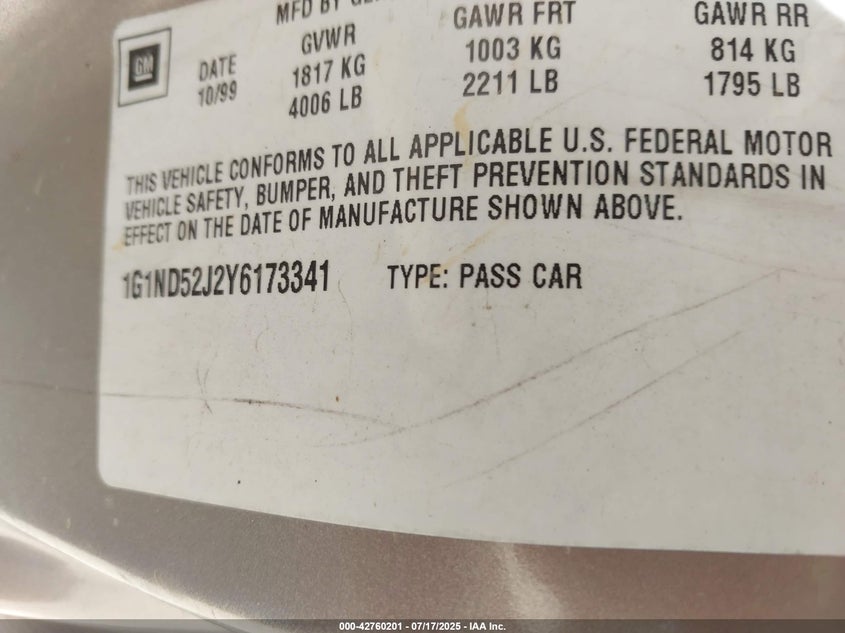 MFD BY
GM
DATE
10/99
GVWR
1817 KG
4006 LB
GAWR FRT
1003 KG
2211 LB
GAWR RR
814 KG
1795 LB
THIS VEHICLE CONFORMS TO ALL APPLICABLE U.S. FEDERAL MOTOR
VEHICLE SAFETY, BUMPER, AND THEFT PREVENTION STANDARDS IN
EFFECT ON THE DATE OF MANUFACTURE SHOWN ABOVE.
1G1ND52J2Y6173341 TYPE: PASS CAR
000-42760201 - 07/17/2025 - IAA Inc.